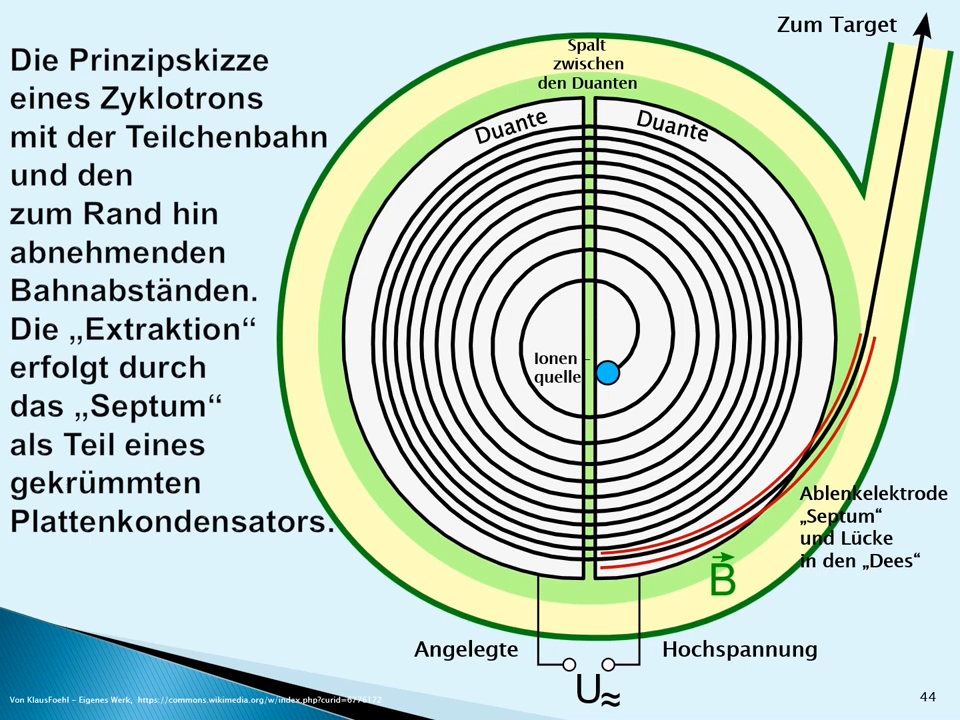 Zum Target
Die Prinzipskizze
eines Zyklotrons
mit der Teilchenbahn
und den
zum Rand hin
abnehmenden
Bahnabständen.
Die „Extraktion“
erfolgt durch
das „Septum“
als Teil eines
gekrümmten
Plattenkondensators.
Spalt
zwischen
den Duanten
Duante
Duante
Ionen –
quelle
Ablenkelektrode
„Septum“
und Lücke
in den „Dees“
B
Angelegte
Hochspannung
U≈
Von KlausFoehl – Eigenes Werk, https://commons.wikimedia.org/w/index.php?curid=
44